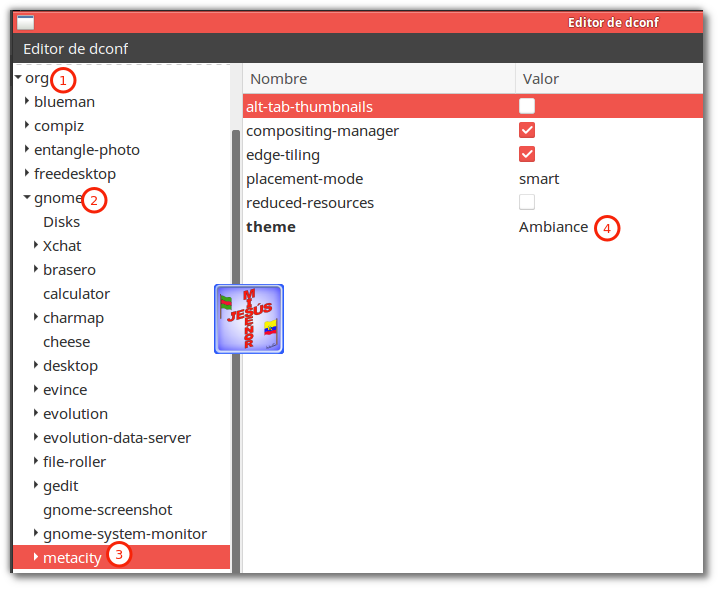 Editor de dconf
Editor de dconf
org 1
blueman
compiz
entangle-photo
freedesktop
gnome 2
Disks
Xchat
brasero
calculator
charmap
cheese
desktop
evince
evolution
evolution-data-server
file-roller
gedit
gnome-screenshot
gnome-system-monitor
metacity 3
Nombre Valor
alt-tab-thumbnails
compositing-manager
edge-tiling
placement-mode smart
reduced-resources
theme Ambiance 4
JESÚS